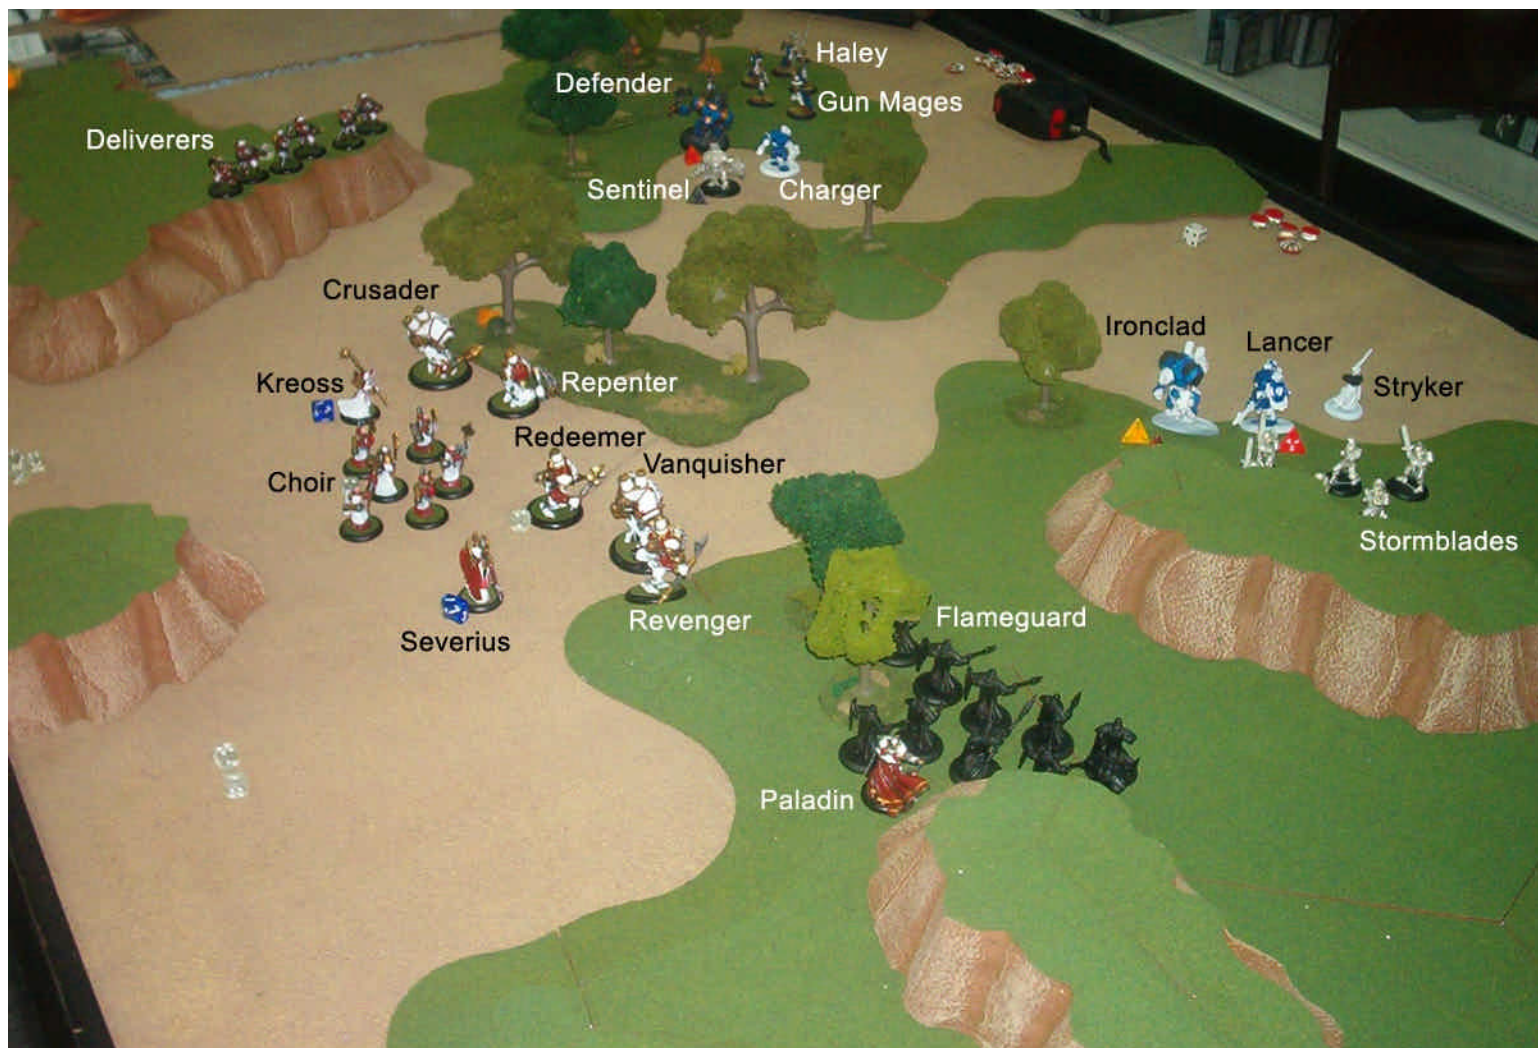 Haley
Defender
Gun Mages
Deliverers
Sentinel
Charger
Crusader
Ironclad
Lancer
Kreoss
Repenter
Stryker
Redeemer
Vanquisher
Choir
Stormblades
Revenger
Flameguard
Severius
Paladin